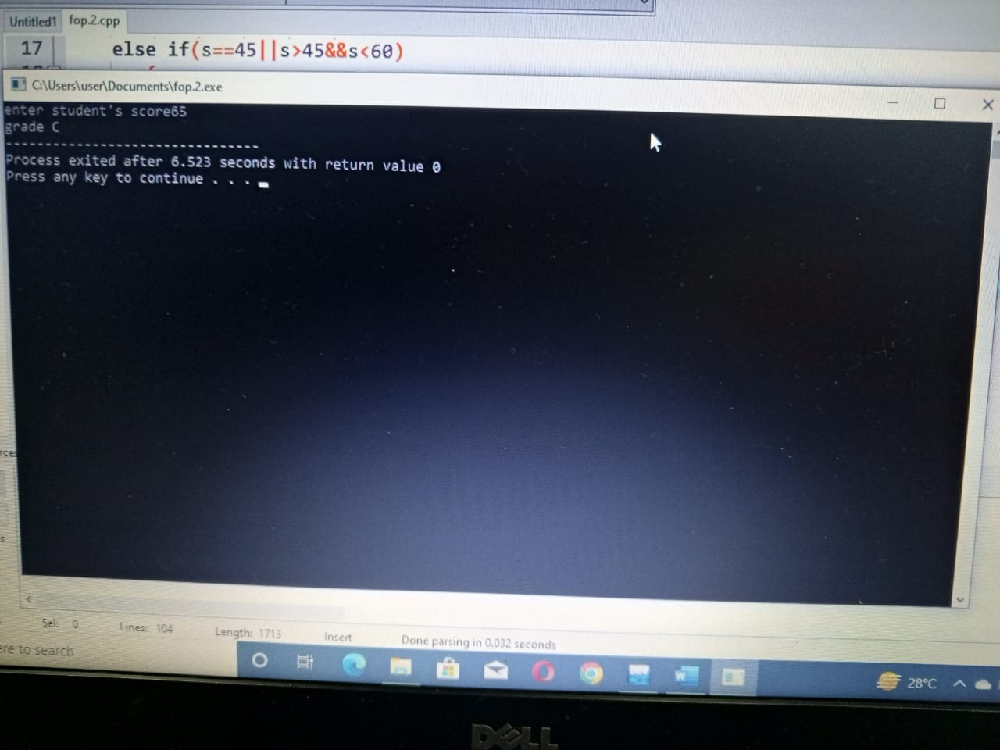 Untitled1 fop.2.cpp
17 else if(s==45||s>45&&s<60)
C:\Users\user\Documents\fop.2.exe
enter student's score65
grade C
--------------------------------
Process exited after 6.523 seconds with return value 0
Press any key to continue . . .
Sel: 0 Lines: 104 Length: 1713 Insert Done parsing in 0.032 seconds
ere to search
28°C
DELL